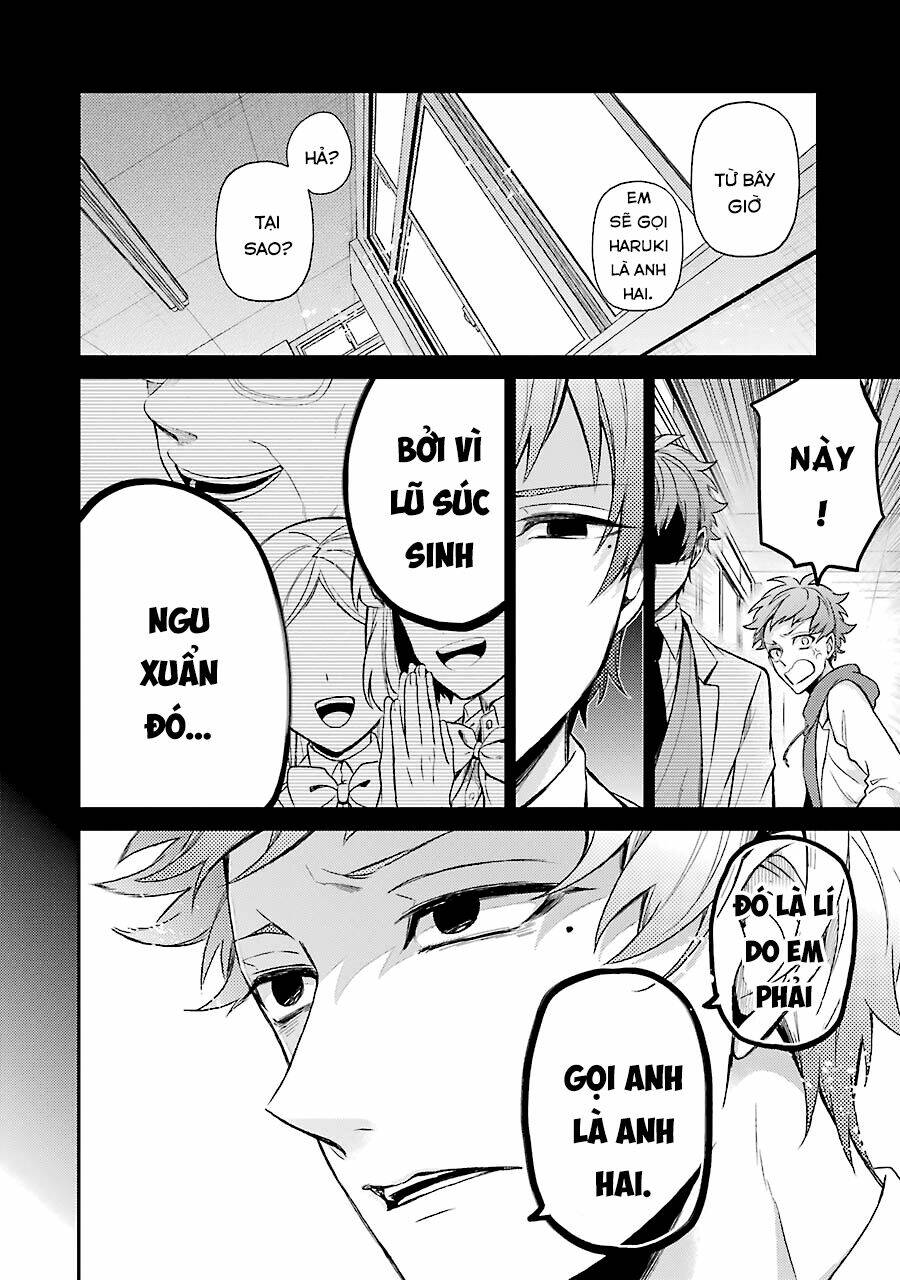 TỪ BÂY
GIỜ
EM
SẼ GỌI
HARUKI
LÀ ANH
HAI.
HẢ?
TẠI
SAO?
NÀY
!
BỞI VÌ
LŨ SÚC
SINH
NGU
XUẨN
ĐÓ...
ĐÓ LÀ LÍ
DO EM
PHẢI
GỌI ANH
LÀ ANH
HAI.